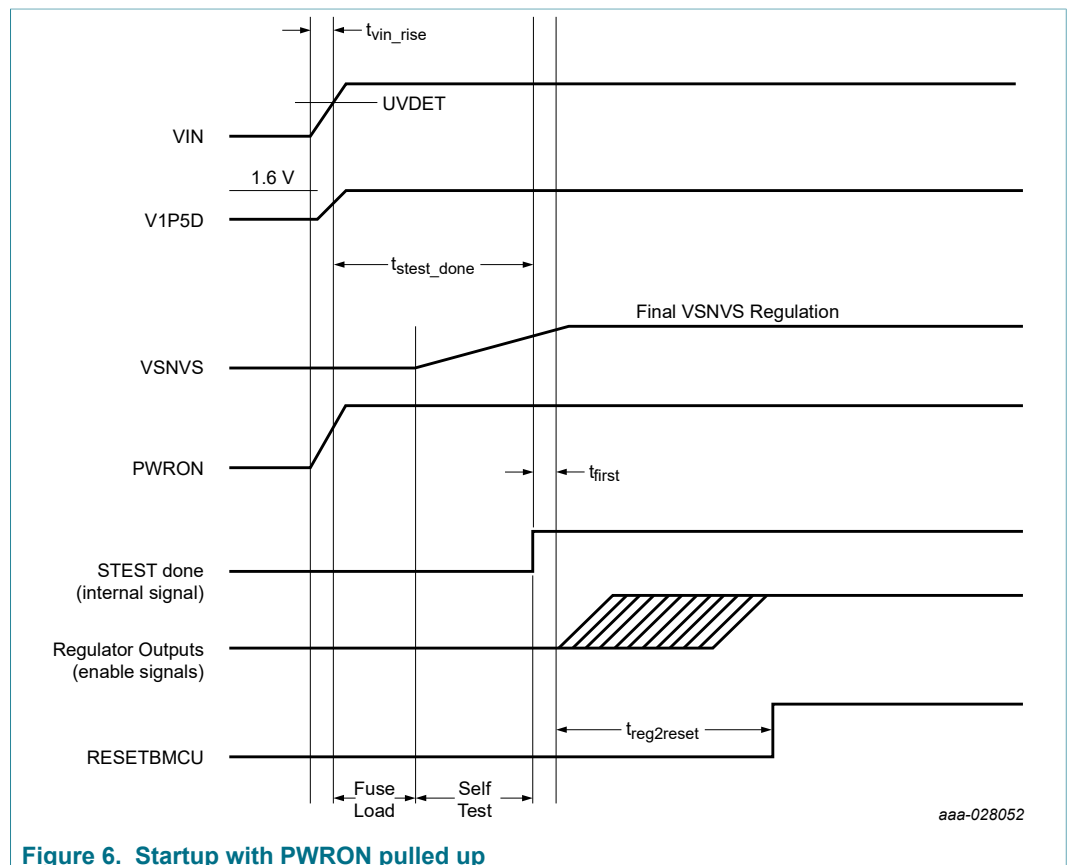 tvin_rise
UVDET
VIN
1.6 V
V1P5D
tstest_done
Final VSNVS Regulation
VSNVS
PWRON
tfirst
STEST done
(internal signal)
Regulator Outputs
(enable signals)
treg2reset
RESETBMCU
Fuse
Load
Self
Test
aaa-028052
Figure 6. Startup with PWRON pulled up